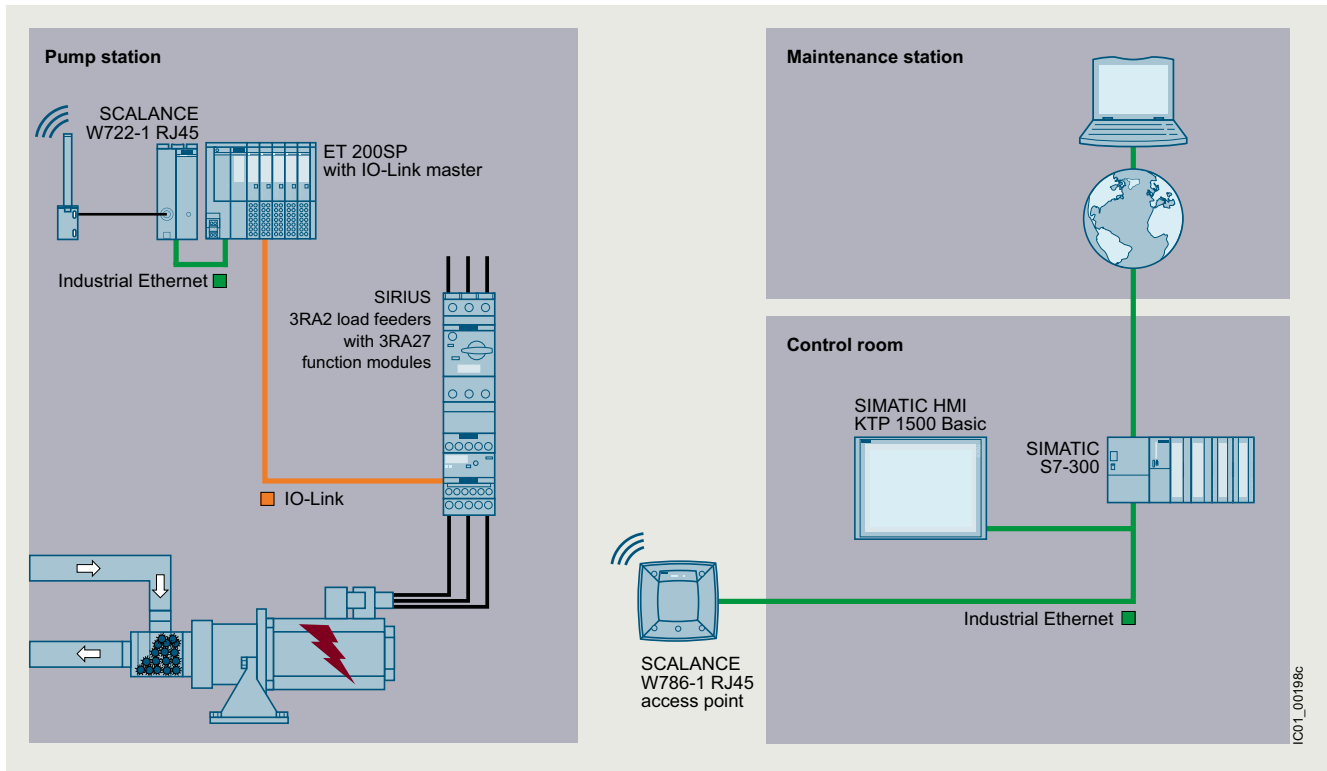 Pump station
SCALANCE
W722-1 RJ45
ET 200SP
with IO-Link master
Industrial Ethernet
SIRIUS
3RA2 load feeders
with 3RA27
function modules
IO-Link
Maintenance station
Control room
SIMATIC HMI
KTP 1500 Basic
SIMATIC
S7-300
Industrial Ethernet
SCALANCE
W786-1 RJ45
access point
IC01_00198c